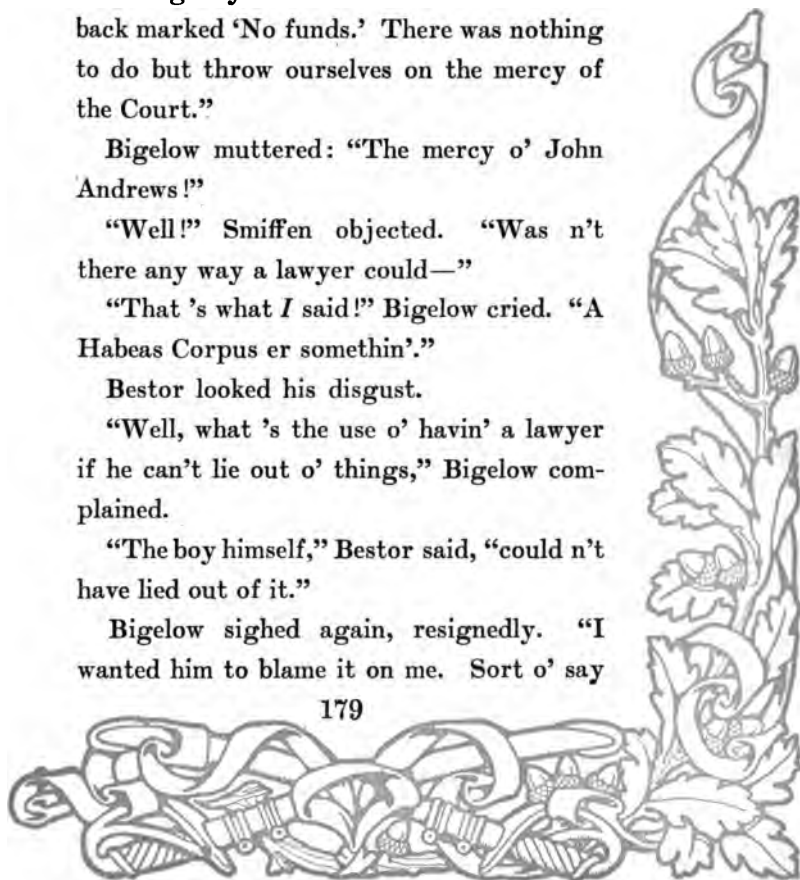 back marked ‘No funds.’ There was nothing
to do but throw ourselves on the mercy of
the Court.”
Bigelow muttered: “The mercy o’ John
Andrews!”
“Well!” Smiffen objected. “Was n’t
there any way a lawyer could—”
“That ’s what I said!” Bigelow cried. “A
Habeas Corpus er somethin’.”
Bestor looked his disgust.
“Well, what ’s the use o’ havin’ a lawyer
if he can’t lie out o’ things,” Bigelow com-
plained.
“The boy himself,” Bestor said, “could n’t
have lied out of it.”
Bigelow sighed again, resignedly. “I
wanted him to blame it on me. Sort o’ say
179